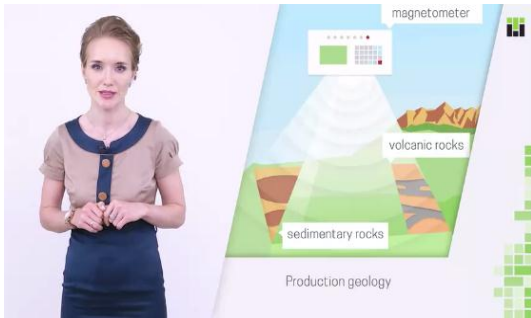 magnetometer
volcanic rocks
sedimentary rocks
Production geology